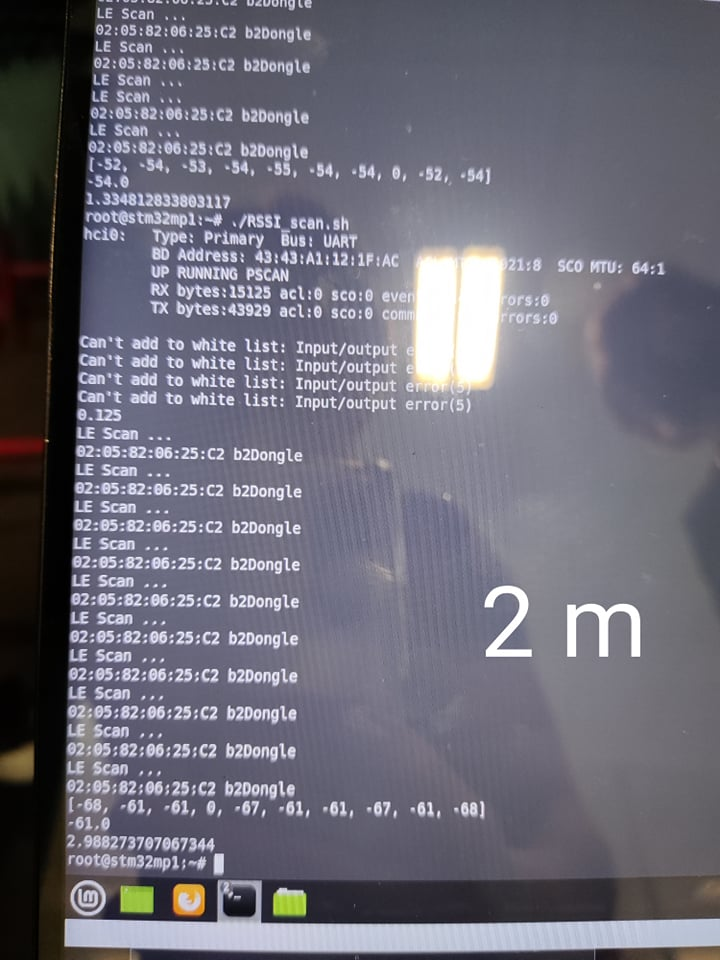 02:05:82:06:25:C2 b2Dongle
LE Scan ...
02:05:82:06:25:C2 b2Dongle
LE Scan ...
02:05:82:06:25:C2 b2Dongle
LE Scan ...
LE Scan ...
02:05:82:06:25:C2 b2Dongle
LE Scan ...
02:05:82:06:25:C2 b2Dongle
[-52, -54, -53, -54, -55, -54, -54, 0, -52, -54]
-54.0
1.334812833803117
root@stm32mp1:~# ./RSSI_scan.sh
hci0: Type: Primary Bus: UART
BD Address: 43:43:A1:12:1F:AC 021:8 SCO MTU: 64:1
UP RUNNING PSCAN
RX bytes:15125 acl:0 sco:0 rors:0
TX bytes:43929 acl:0 sco:0 rrors:0
Can't add to white list: Input/output
Can't add to white list: Input/output
Can't add to white list: Input/output error(5)
Can't add to white list: Input/output error(5)
0.125
LE Scan ...
02:05:82:06:25:C2 b2Dongle
LE Scan ...
02:05:82:06:25:C2 b2Dongle
LE Scan ...
02:05:82:06:25:C2 b2Dongle
LE Scan ...
02:05:82:06:25:C2 b2Dongle
LE Scan ...
02:05:82:06:25:C2 b2Dongle
LE Scan ...
02:05:82:06:25:C2 b2Dongle
LE Scan ...
02:05:82:06:25:C2 b2Dongle
LE Scan ...
02:05:82:06:25:C2 b2Dongle
LE Scan ...
02:05:82:06:25:C2 b2Dongle
LE Scan ...
02:05:82:06:25:C2 b2Dongle
[-68, -61, -61, 0, -67, -61, -61, -67, -61, -68]
-61.0
2.988273707067344
root@stm32mp1:~#
2 m